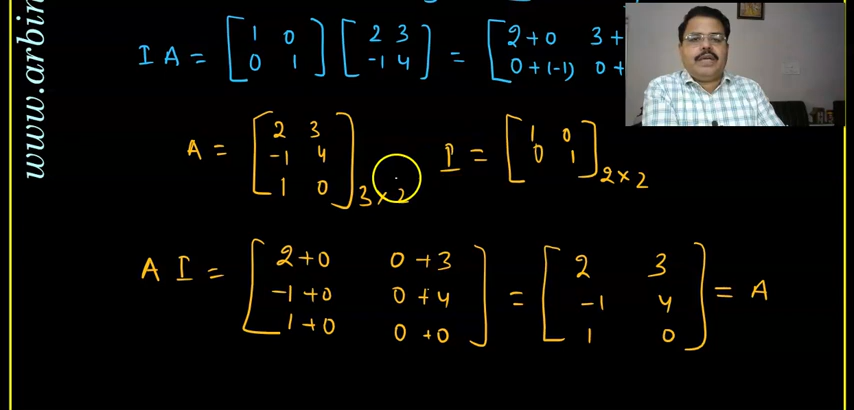 www.arbin
I A = [ 1 0 ; 0 1 ] [ 2 3 ; -1 4 ] = [ 2+0 3+ ; 0+(-1) 0+
A = [ 2 3 ; -1 4 ; 1 0 ]3×2 I = [ 1 0 ; 0 1 ]2×2
A I = [ 2+0 0+3 ; -1+0 0+4 ; 1+0 0+0 ] = [ 2 3 ; -1 4 ; 1 0 ] = A